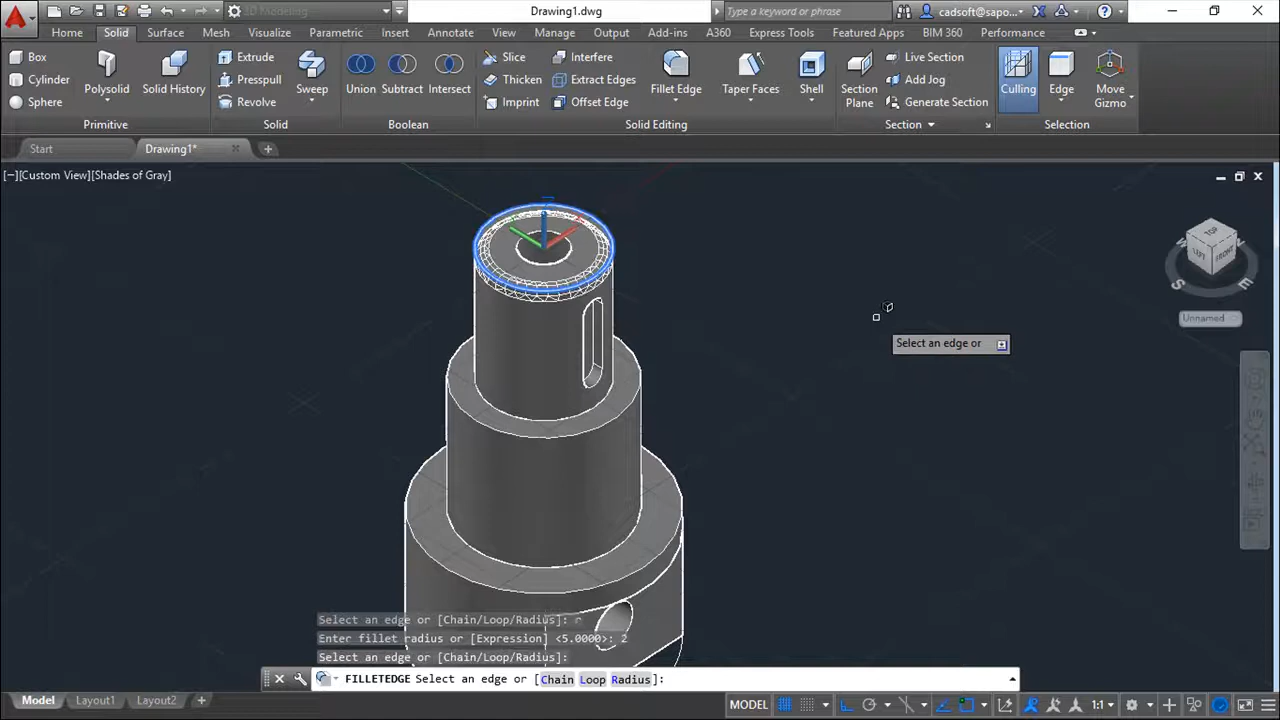 3D Modeling
Drawing1.dwg
Type a keyword or phrase
cadsoft@sapo...
Home Solid Surface Mesh Visualize Parametric Insert Annotate View Manage Output Add-ins A360 Express Tools Featured Apps BIM 360 Performance
Box
Cylinder
Sphere
Polysolid
Solid History
Primitive
Extrude
Presspull
Revolve
Sweep
Solid
Union
Subtract
Intersect
Boolean
Slice
Thicken
Imprint
Interfere
Extract Edges
Offset Edge
Fillet Edge
Taper Faces
Shell
Solid Editing
Section Plane
Live Section
Add Jog
Generate Section
Section
Culling
Edge
Move Gizmo
Selection
Start
Drawing1*
[−][Custom View][Shades of Gray]
TOP
LEFT
FRONT
S
E
Unnamed
Select an edge or
Select an edge or [Chain/Loop/Radius]: r
Enter fillet radius or [Expression] <5.0000>: 2
Select an edge or [Chain/Loop/Radius]:
FILLETEDGE Select an edge or [Chain Loop Radius]:
Model Layout1 Layout2 +
MODEL
1:1